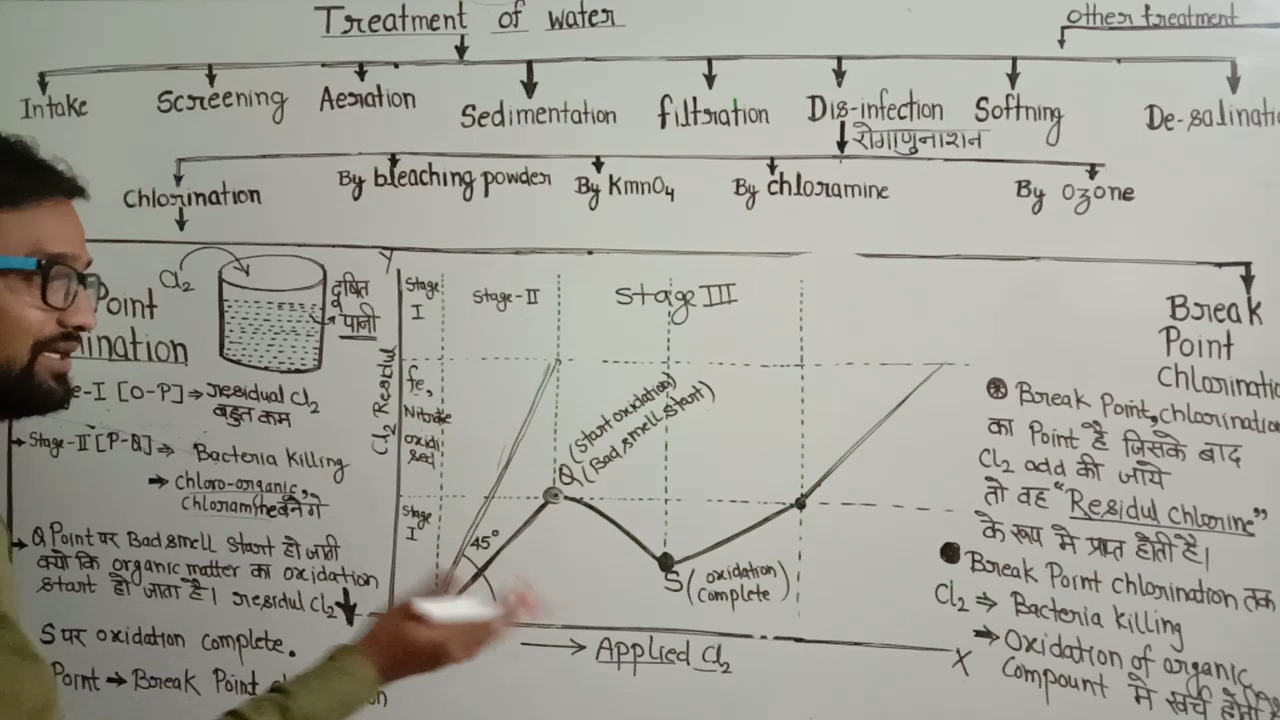 Treatment of water
other treatment
Intake
Screening
Aeration
Sedimentation
filtration
Dis-infection
Softning
De-salinati
रोगाणुनाशन
Chlorination
By bleaching powder
By KmnO4
By chloramine
By Ozone
Cl2
दूषित
पानी
Point
Stage-II [P-Q] ⇒ Bacteria Killing
→ chloro-organic,
[O-P] ⇒ residual Cl2
बहुत कम
Q Point पर Bad smell start हो जाती
क्यो कि organic matter का oxidation
start हो जाता है। residul Cl2 ↓
S पर oxidation complete.
Point → Break Point
Y
Cl2 Residul
Stage
I
Stage-II
Stage III
fe,
Nitrate
oxidi
sed
Stage
I
45°
Q (Start oxidation)
(Bad smell start)
S (oxidation
complete)
→ Applied Cl2
X
Break
Point
Chlorinatio
Break Point, chlorination
का Point है जिसके बाद
Cl2 add की जाये
तो वह "Residul Chlorine"
के रूप मे प्राप्त होती है।
Break Point chlorination तक
Cl2 ⇒ Bacteria killing
⇒ Oxidation of organic
Compount मे खर्च होती